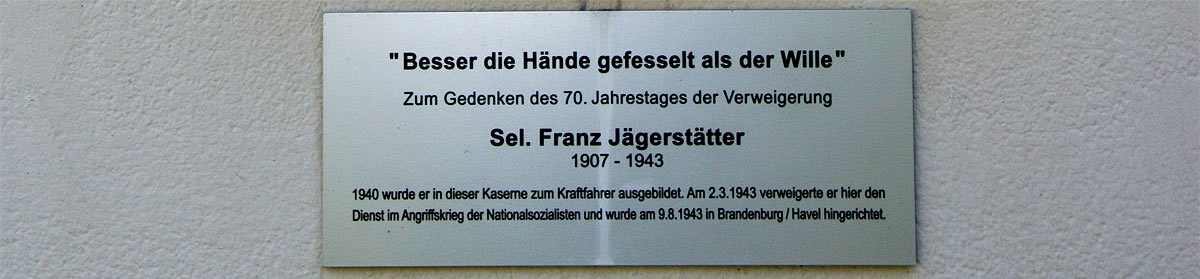 "Besser die Hände gefesselt als der Wille"
Zum Gedenken des 70. Jahrestages der Verweigerung
Sel. Franz Jägerstätter
1907 - 1943
1940 wurde er in dieser Kaserne zum Kraftfahrer ausgebildet. Am 2.3.1943 verweigerte er hier den
Dienst im Angriffskrieg der Nationalsozialisten und wurde am 9.8.1943 in Brandenburg / Havel hingerichtet.